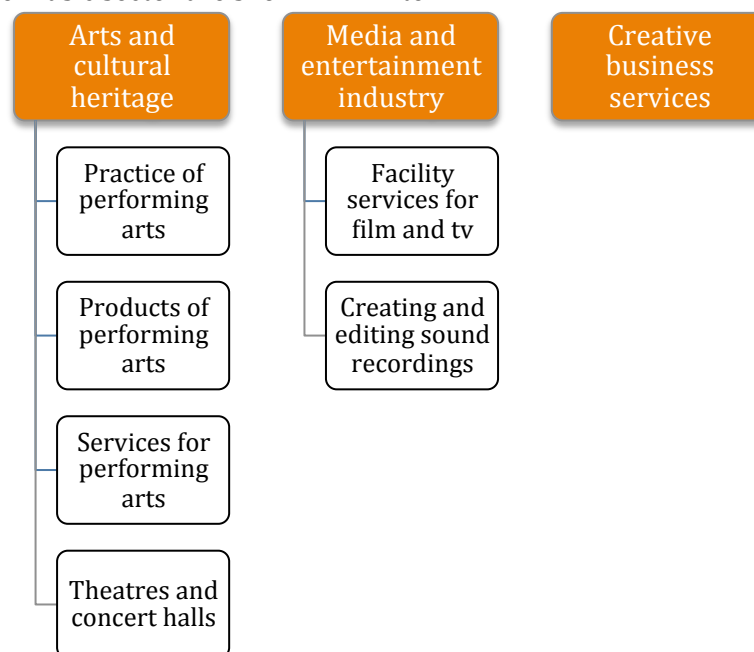 Arts and
cultural
heritage
Practice of
performing
arts
Products of
performing
arts
Services for
performing
arts
Theatres and
concert halls
Media and
entertainment
industry
Facility
services for
film and tv
Creating and
editing sound
recordings
Creative
business
services